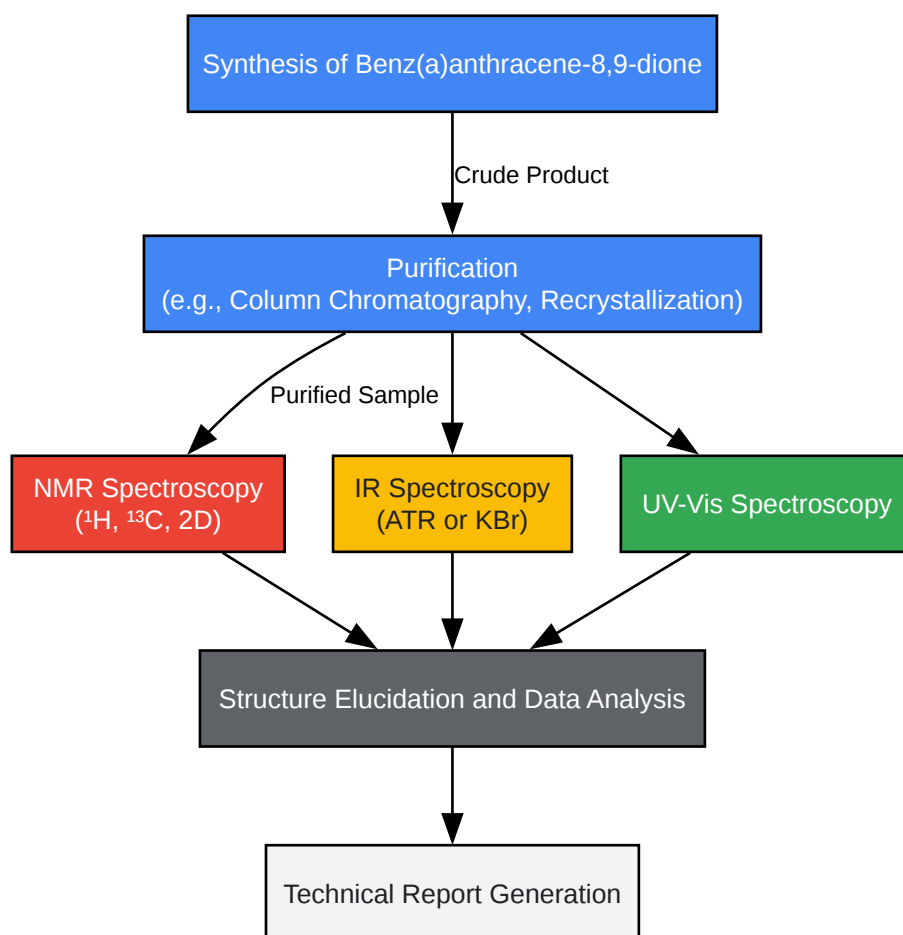 Synthesis of Benz(a)anthracene-8,9-dione
Crude Product
Purification
(e.g., Column Chromatography, Recrystallization)
Purified Sample
NMR Spectroscopy
(¹H, ¹³C, 2D)
IR Spectroscopy
(ATR or KBr)
UV-Vis Spectroscopy
Structure Elucidation and Data Analysis
Technical Report Generation